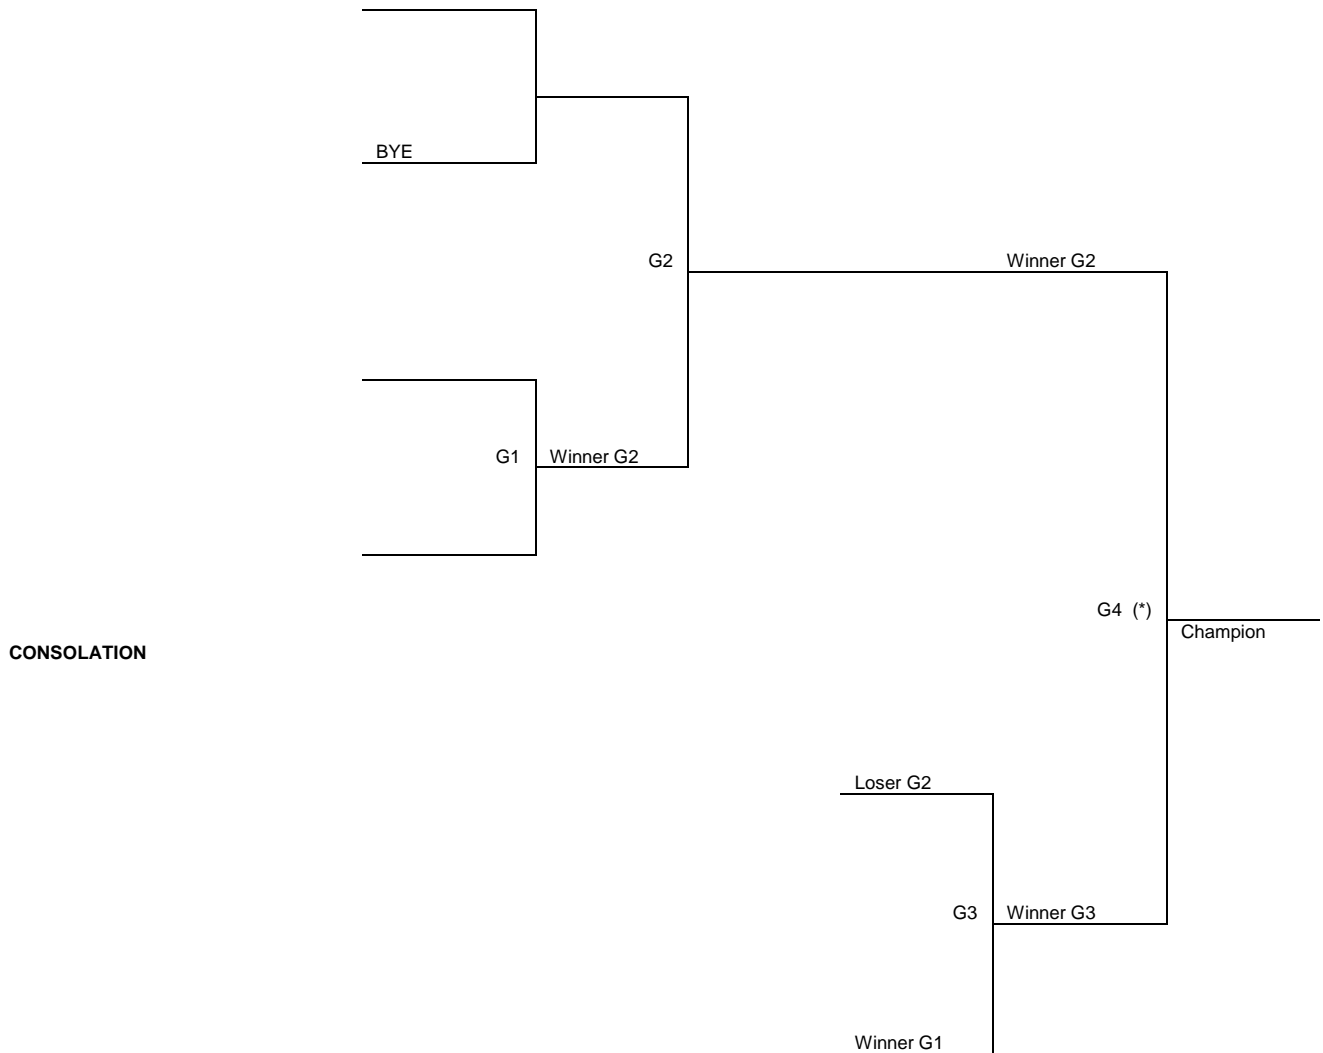 BYE
G2
Winner G2
G1
Winner G2
G4 (*)
Champion
CONSOLATION
Loser G2
G3
Winner G3
Winner G1